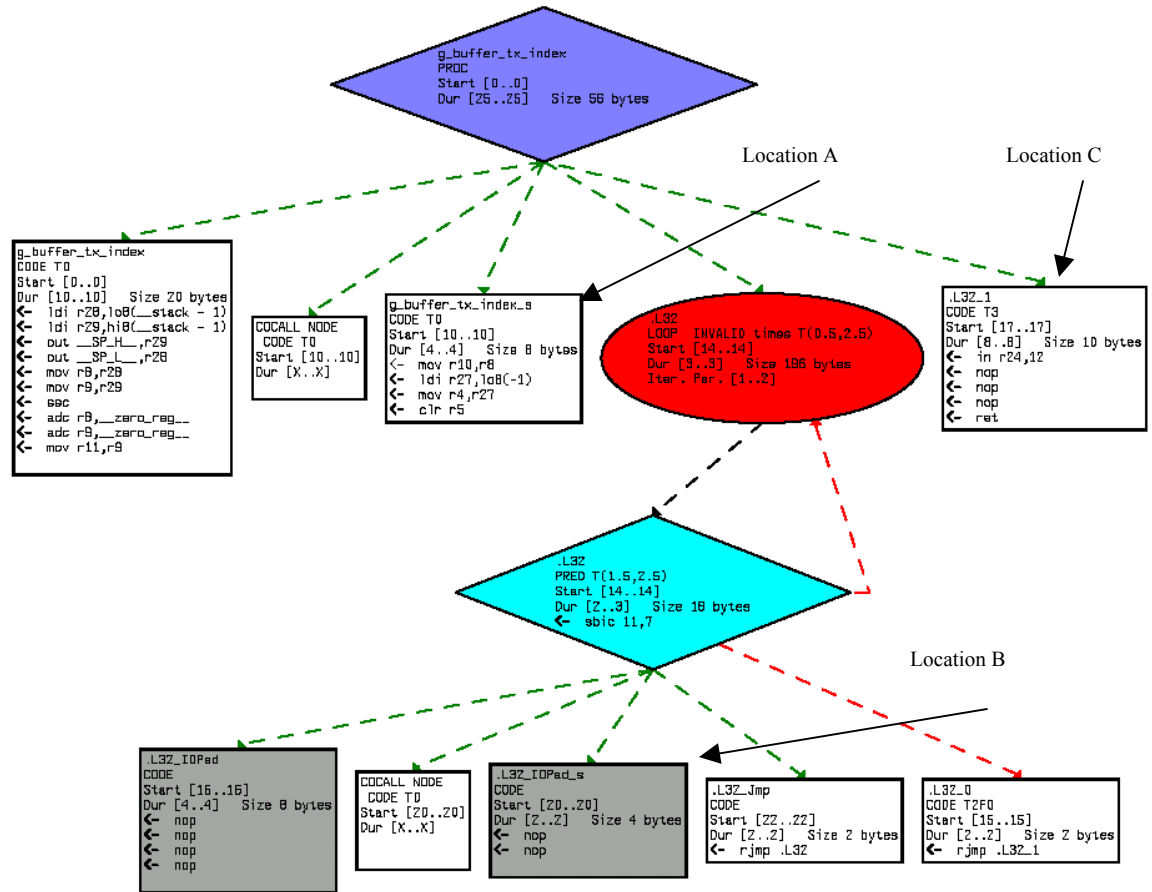 g_buffer_tx_index
PROC
Start [0..0]
Dur [25..25] Size 56 bytes
Location A
Location C
g_buffer_tx_index
CODE T0
Start [0..0]
Dur [10..10] Size 20 bytes
<- ldi r28,lo8(__stack - 1)
<- ldi r29,hi8(__stack - 1)
<- out __SP_H__,r29
<- out __SP_L__,r28
<- mov r8,r28
<- mov r9,r29
<- sec
<- adc r8,__zero_reg__
<- adc r9,__zero_reg__
<- mov r11,r9
COCALL NODE
CODE T0
Start [10..10]
Dur [X..X]
g_buffer_tx_index_s
CODE T0
Start [10..10]
Dur [4..4] Size 8 bytes
<- mov r10,r8
<- ldi r27,lo8(-1)
<- mov r4,r27
<- clr r5
.L32
LOOP INVALID times T(0.5,2.5)
Start [14..14]
Dur [3..3] Size 196 bytes
Iter. Per. [1..2]
.L32_1
CODE T3
Start [17..17]
Dur [8..8] Size 10 bytes
<- in r24,12
<- nop
<- nop
<- nop
<- ret
.L32
PRED T(1.5,2.5)
Start [14..14]
Dur [2..3] Size 18 bytes
<- sbic 11,7
Location B
.L32_IOPad
CODE
Start [16..16]
Dur [4..4] Size 8 bytes
<- nop
<- nop
<- nop
<- nop
COCALL NODE
CODE T0
Start [20..20]
Dur [X..X]
.L32_IOPad_s
CODE
Start [20..20]
Dur [2..2] Size 4 bytes
<- nop
<- nop
.L32_Jmp
CODE
Start [22..22]
Dur [2..2] Size 2 bytes
<- rjmp .L32
.L32_0
CODE T2F0
Start [15..15]
Dur [2..2] Size 2 bytes
<- rjmp .L32_1